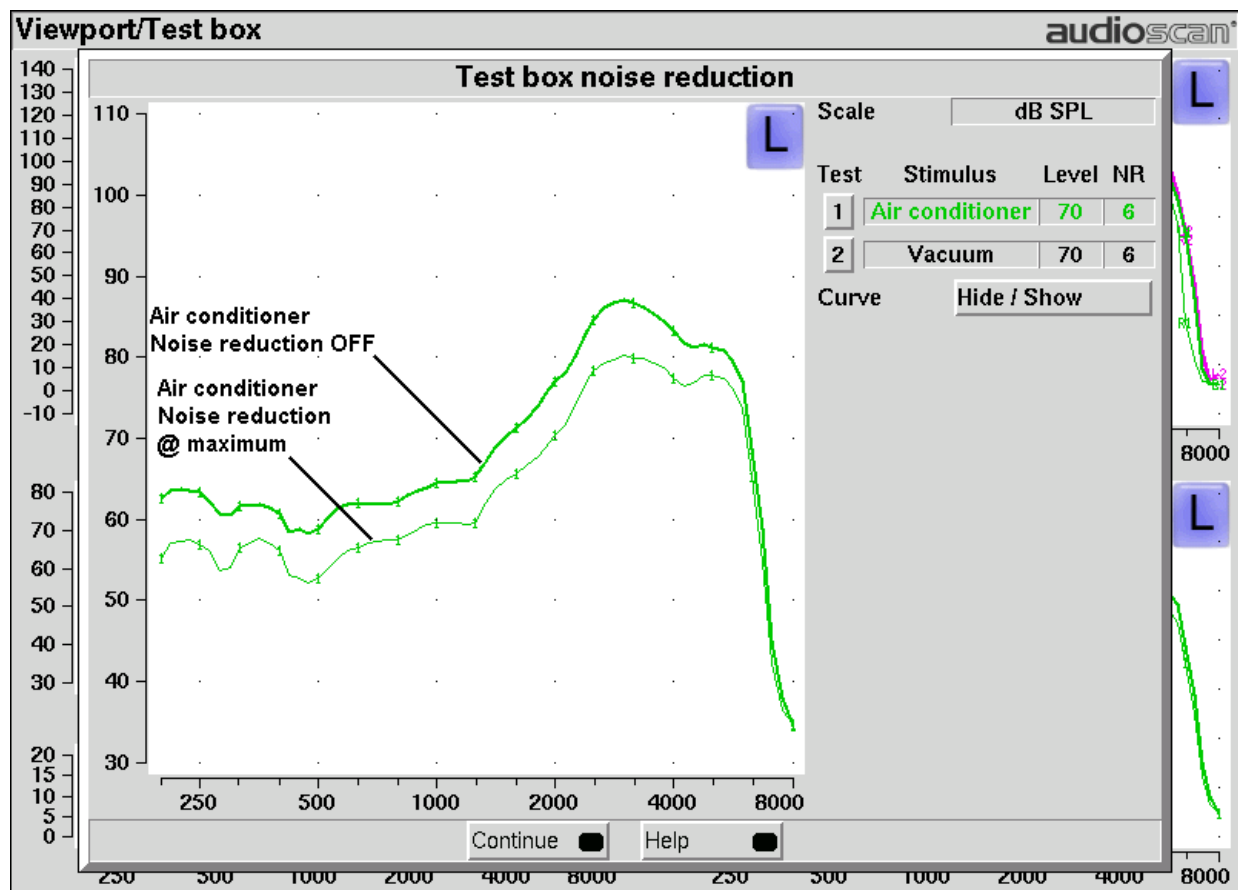 Viewport/Test box
audioscan
Test box noise reduction
L
Scale dB SPL
Test Stimulus Level NR
1 Air conditioner 70 6
2 Vacuum 70 6
Curve Hide / Show
Air conditioner
Noise reduction OFF
Air conditioner
Noise reduction
@ maximum
110
100
90
80
70
60
50
40
30
250 500 1000 2000 4000 8000
Continue Help
140
130
120
110
100
90
80
70
60
50
40
30
20
10
0
-10
80
70
60
50
40
30
20
15
10
5
0
L
R1
8000
L
8000
250 500 1000 2000 4000 8000 250 500 1000 2000 4000